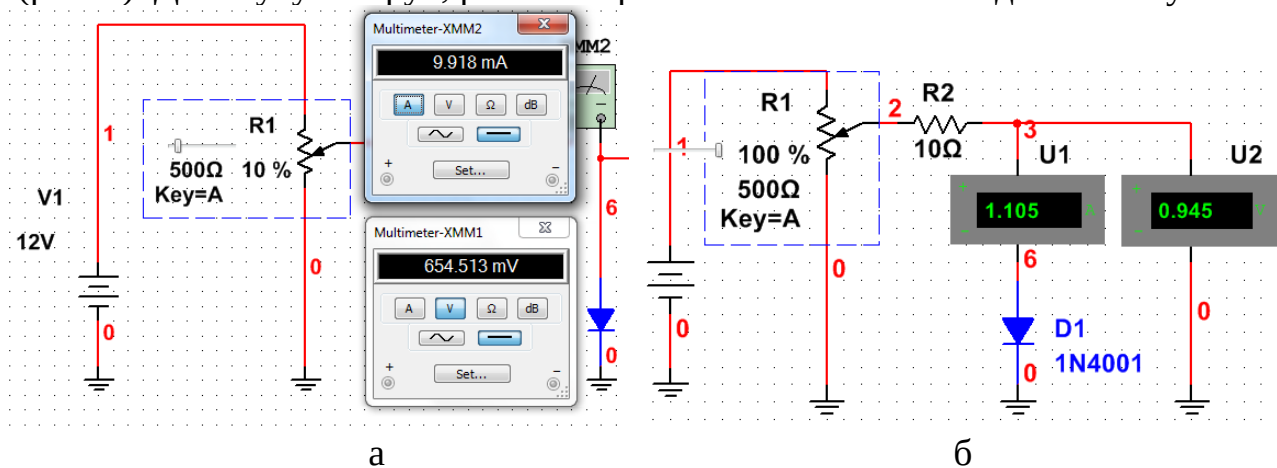 Multimeter-XMM2
9.918 mA
A V Ω dB
Set...
+ −
MM2
R1
500Ω 10 %
Key=A
1
V1
12V
0
0
6
0
Multimeter-XMM1
654.513 mV
A V Ω dB
Set...
+ −
а
1
R1
100 %
500Ω
Key=A
2
R2
10Ω
3
U1
U2
1.105 A
0.945 V
6
0
0
0
D1
1N4001
0
б